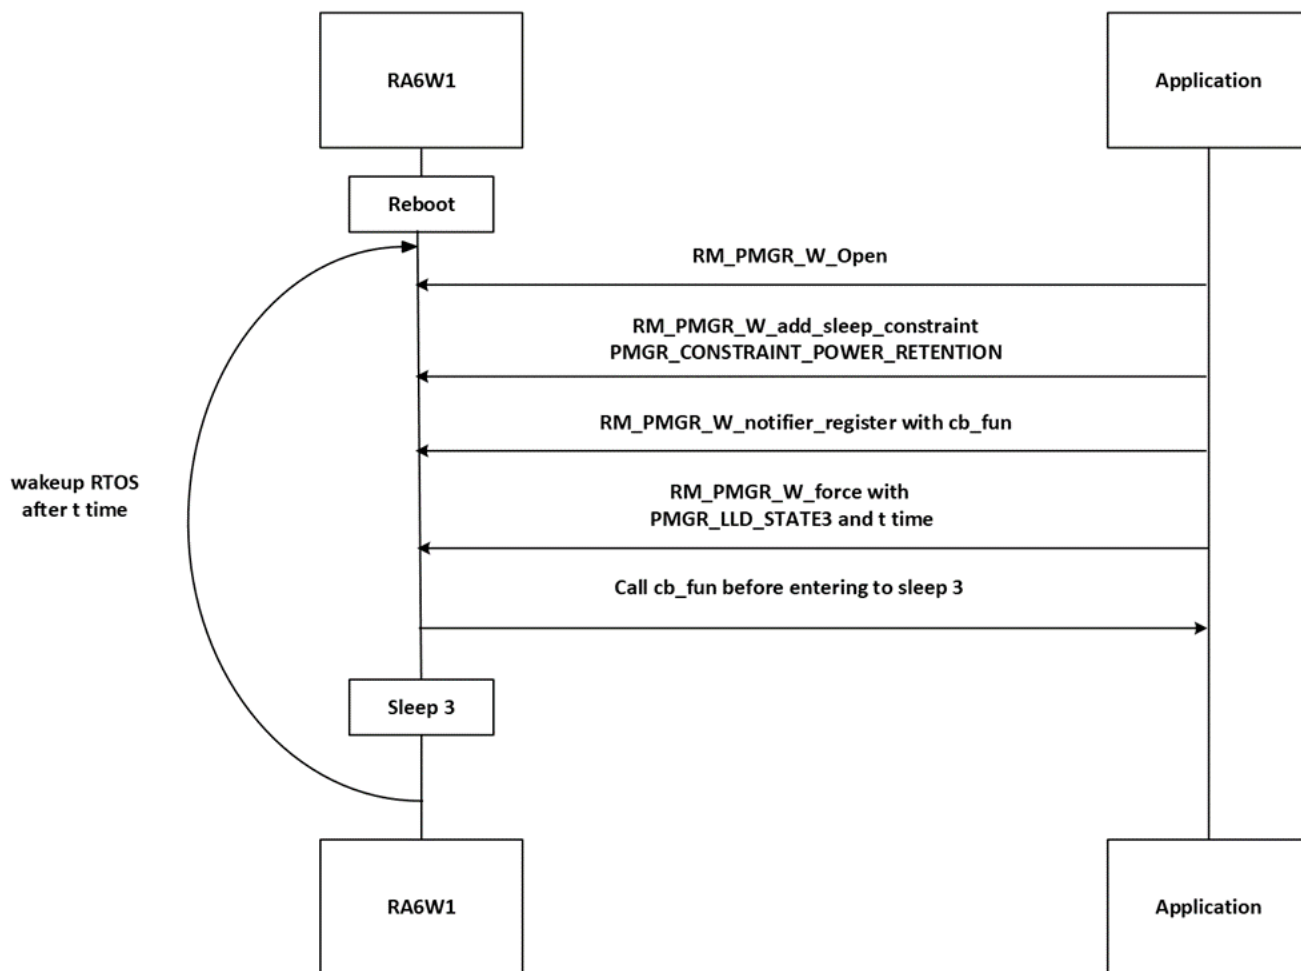 RA6W1
Application
Reboot
RM_PMGR_W_Open
RM_PMGR_W_add_sleep_constraint
PMGR_CONSTRAINT_POWER_RETENTION
RM_PMGR_W_notifier_register with cb_fun
wakeup RTOS
after t time
RM_PMGR_W_force with
PMGR_LLD_STATE3 and t time
Call cb_fun before entering to sleep 3
Sleep 3
RA6W1
Application